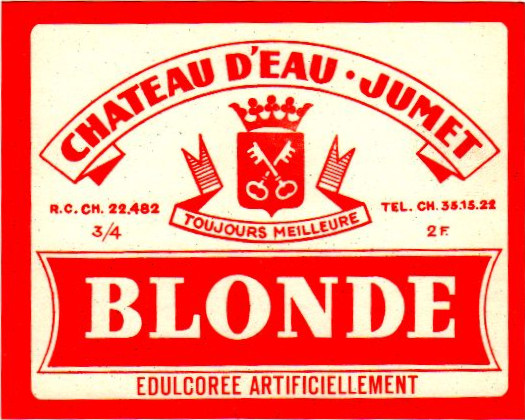 CHATEAU D'EAU · JUMET
TOUJOURS MEILLEURE
R.C. CH. 22,482
3/4
TEL. CH. 35.15.22
2 F.
BLONDE
EDULCOREE ARTIFICIELLEMENT